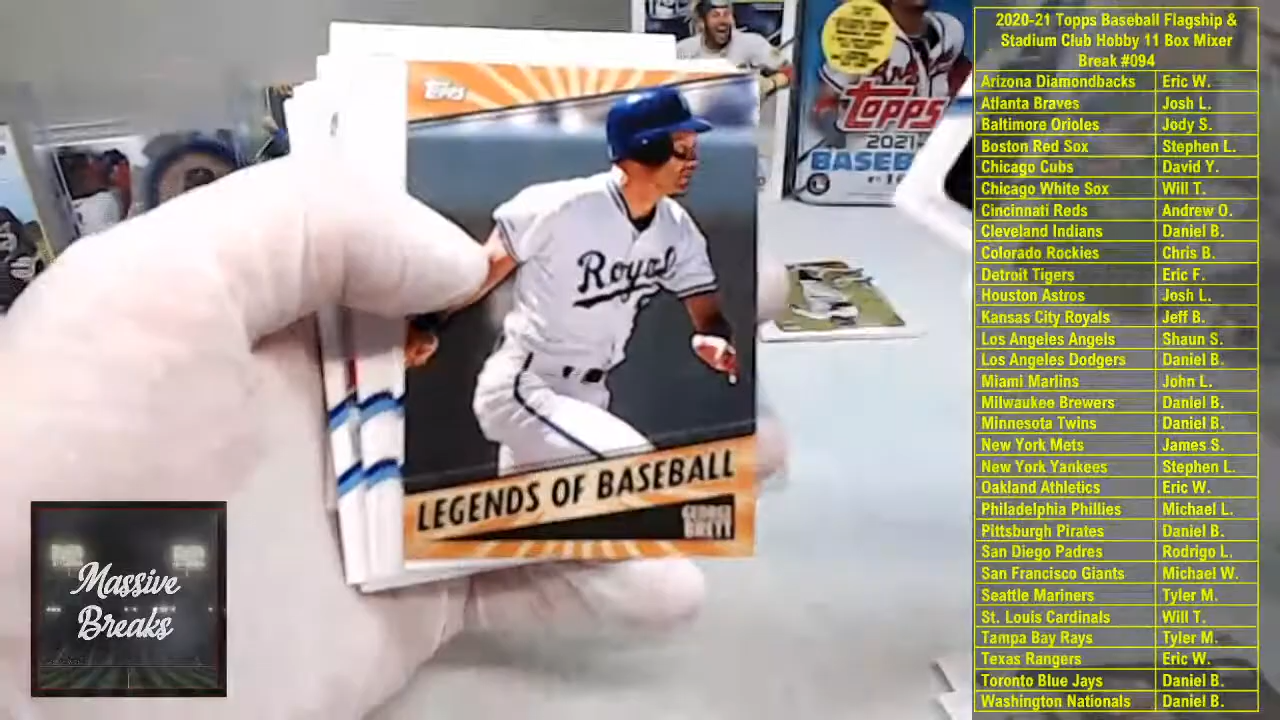 Topps
Royal
LEGENDS OF BASEBALL
GEORGE
BRETT
TOPPS
2021
BASEB
Massive
Breaks
2020-21 Topps Baseball Flagship &
Stadium Club Hobby 11 Box Mixer
Break #094
Arizona Diamondbacks Eric W.
Atlanta Braves Josh L.
Baltimore Orioles Jody S.
Boston Red Sox Stephen L.
Chicago Cubs David Y.
Chicago White Sox Will T.
Cincinnati Reds Andrew O.
Cleveland Indians Daniel B.
Colorado Rockies Chris B.
Detroit Tigers Eric F.
Houston Astros Josh L.
Kansas City Royals Jeff B.
Los Angeles Angels Shaun S.
Los Angeles Dodgers Daniel B.
Miami Marlins John L.
Milwaukee Brewers Daniel B.
Minnesota Twins Daniel B.
New York Mets James S.
New York Yankees Stephen L.
Oakland Athletics Eric W.
Philadelphia Phillies Michael L.
Pittsburgh Pirates Daniel B.
San Diego Padres Rodrigo L.
San Francisco Giants Michael W.
Seattle Mariners Tyler M.
St. Louis Cardinals Will T.
Tampa Bay Rays Tyler M.
Texas Rangers Eric W.
Toronto Blue Jays Daniel B.
Washington Nationals Daniel B.